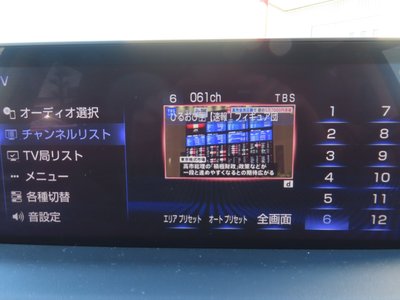 V
6 061ch TBS
オーディオ選択
チャンネルリスト
TV局リスト
メニュー
各種切替
音設定
ひるおび 【速報】フィギュア団
高市総理の「積極財政」政策などが
一段と進めやすくなるとの期待広がる
d
エリアプリセット オートプリセット 全画面
1 7
2 8
3 9
4 10
5 11
6 12